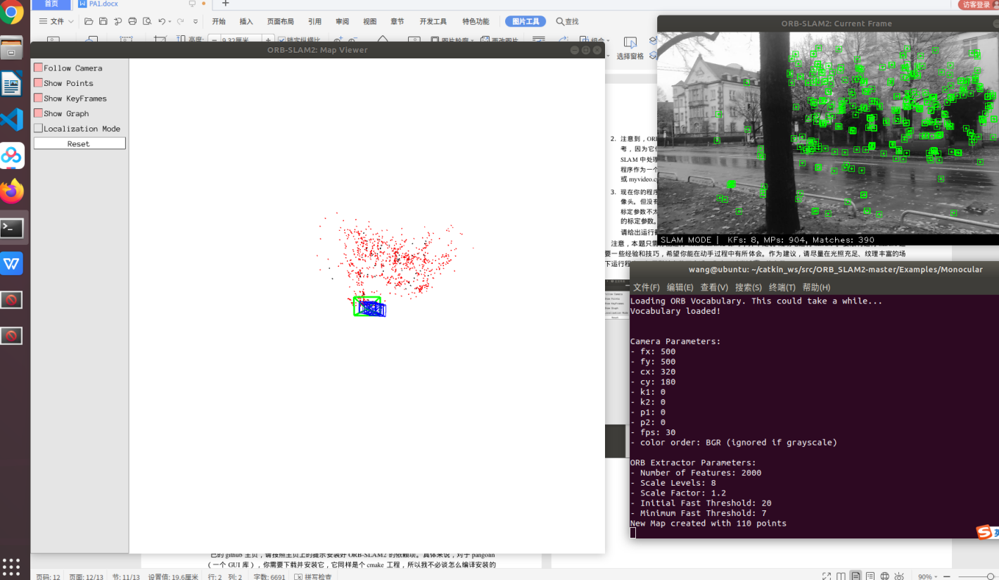 首页
PA1.docx
访客登录
文件 开始 插入 页面布局 引用 审阅 视图 章节 开发工具 特色功能 图片工具 查找
高度: 9.32厘米 锁定纵横比 图片轮廓 更改图片 组合
选择窗格
ORB-SLAM2: Map Viewer
Follow Camera
Show Points
Show KeyFrames
Show Graph
Localization Mode
Reset
ORB-SLAM2: Current Frame
SLAM MODE | KFs: 8, MPs: 904, Matches: 390
2. 注意到，ORB
考，因为它
SLAM 中处理
程序作为一个
或 myvideo.c
3. 现在你的程序
像头。但没有
标定参数不太
的标定参数。
请给出运行截
注意，本题只需
要一些经验和技巧，希望你能在动手过程中有所体会。作为建议，请尽量在光照充足、纹理丰富的场
下运行程
wang@ubuntu: ~/catkin_ws/src/ORB_SLAM2-master/Examples/Monocular
文件(F) 编辑(E) 查看(V) 搜索(S) 终端(T) 帮助(H)
Loading ORB Vocabulary. This could take a while...
Vocabulary loaded!
Camera Parameters:
- fx: 500
- fy: 500
- cx: 320
- cy: 180
- k1: 0
- k2: 0
- p1: 0
- p2: 0
- fps: 30
- color order: BGR (ignored if grayscale)
ORB Extractor Parameters:
- Number of Features: 2000
- Scale Levels: 8
- Scale Factor: 1.2
- Initial Fast Threshold: 20
- Minimum Fast Threshold: 7
New Map created with 110 points
英
己的 github 主页，请按照主页上的提示安装好 ORB-SLAM2 的依赖项。具体来说，对于 pangolin
（一个 GUI 库），你需要下载并安装它，它同样是个 cmake 工程，所以我不必谈怎么编译安装的
页码: 12 页面: 12/13 节: 11/13 设置值: 19.6厘米 行: 2 列: 2 字数: 6691 拼写检查 90%